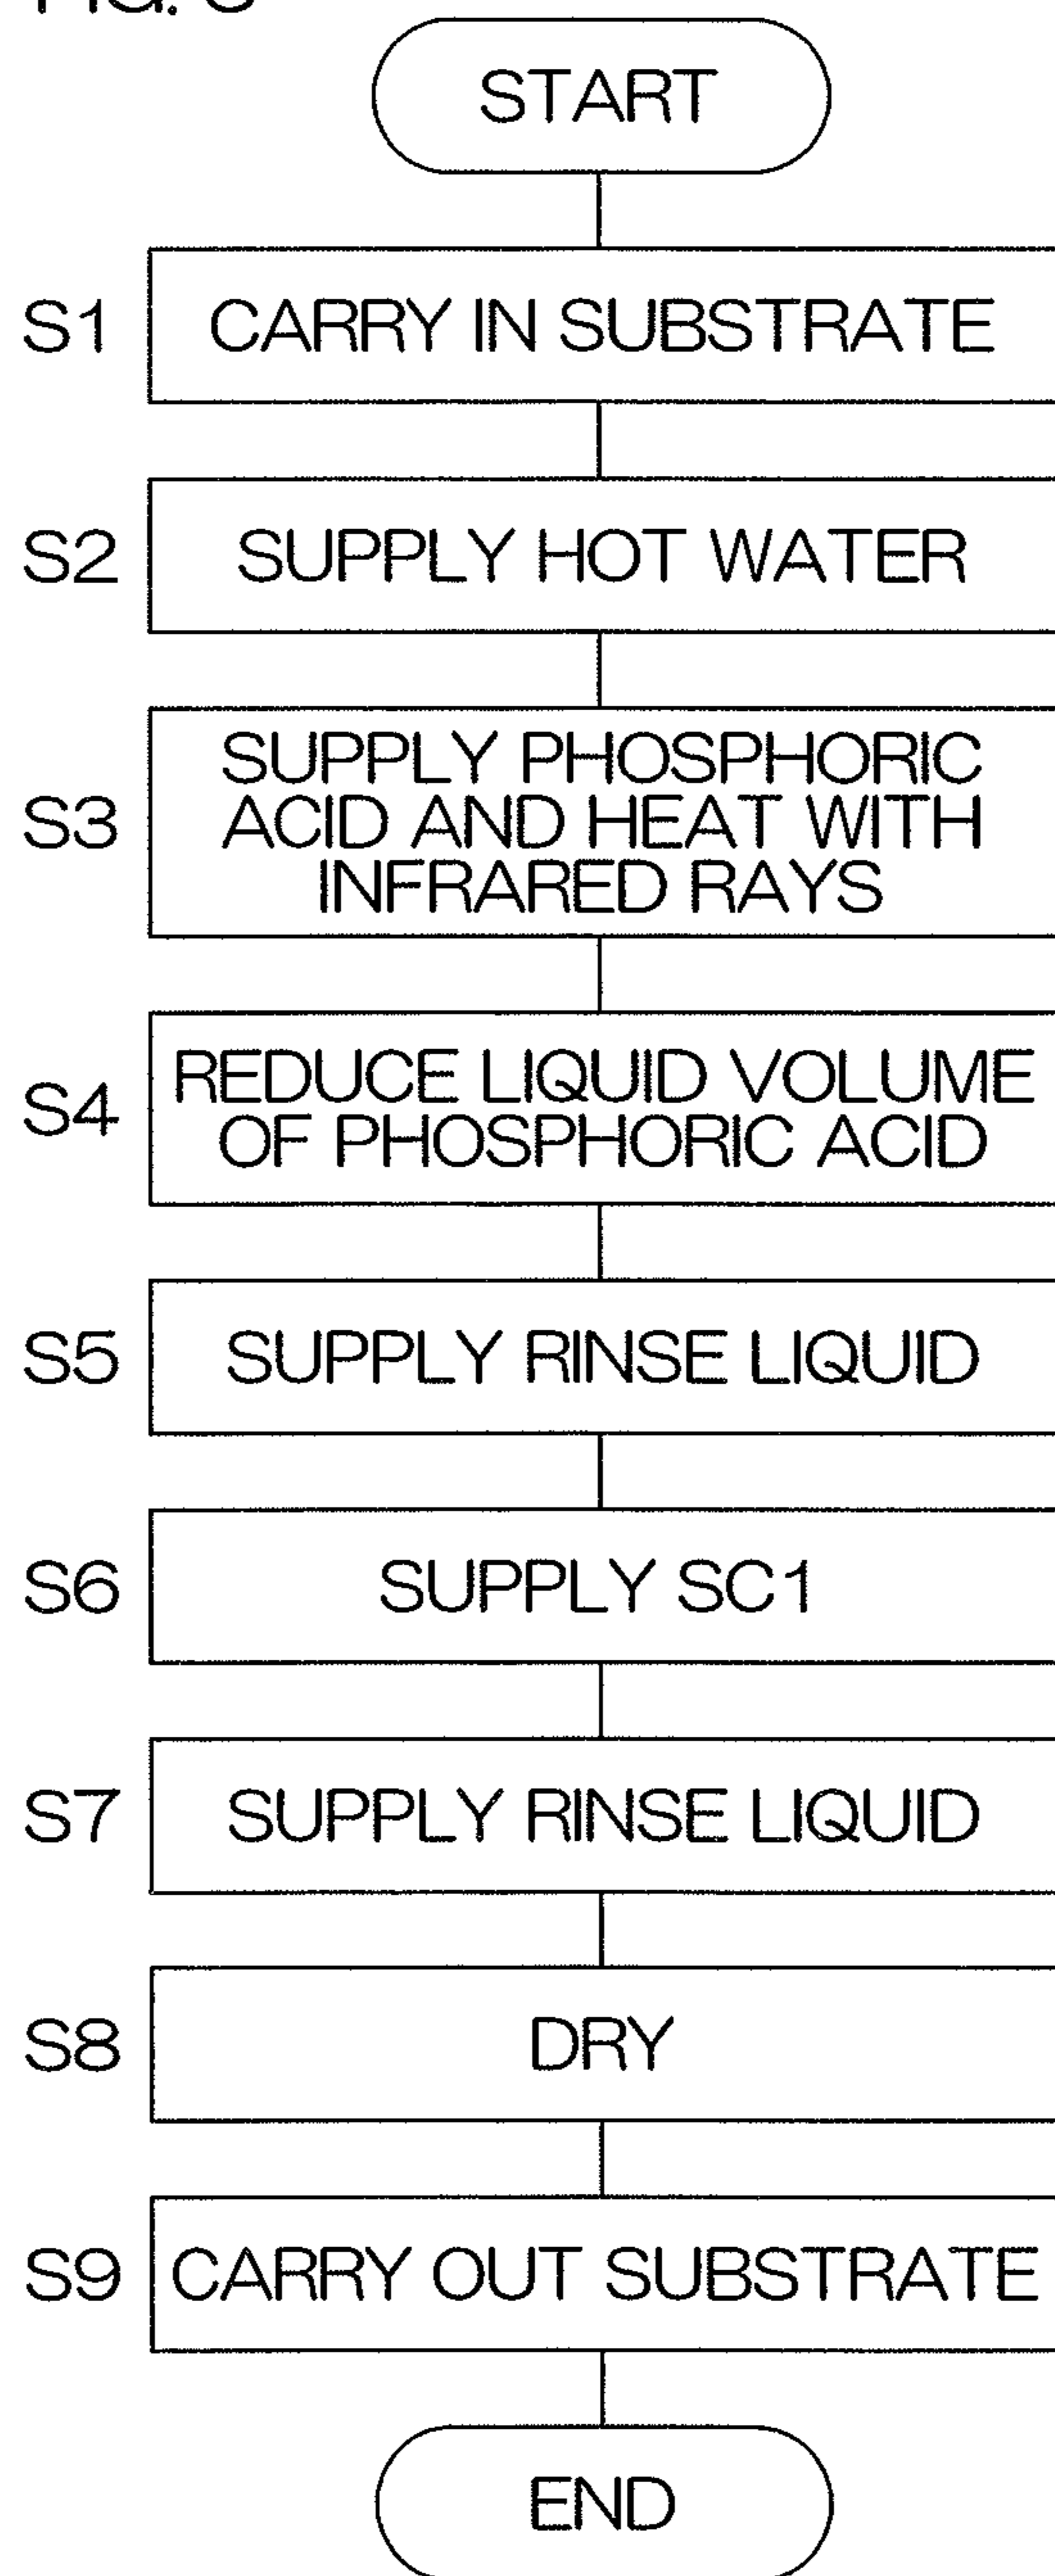 START
S1 CARRY IN SUBSTRATE
S2 SUPPLY HOT WATER
S3 SUPPLY PHOSPHORIC
ACID AND HEAT WITH
INFRARED RAYS
S4 REDUCE LIQUID VOLUME
OF PHOSPHORIC ACID
S5 SUPPLY RINSE LIQUID
S6 SUPPLY SC1
S7 SUPPLY RINSE LIQUID
S8 DRY
S9 CARRY OUT SUBSTRATE
END